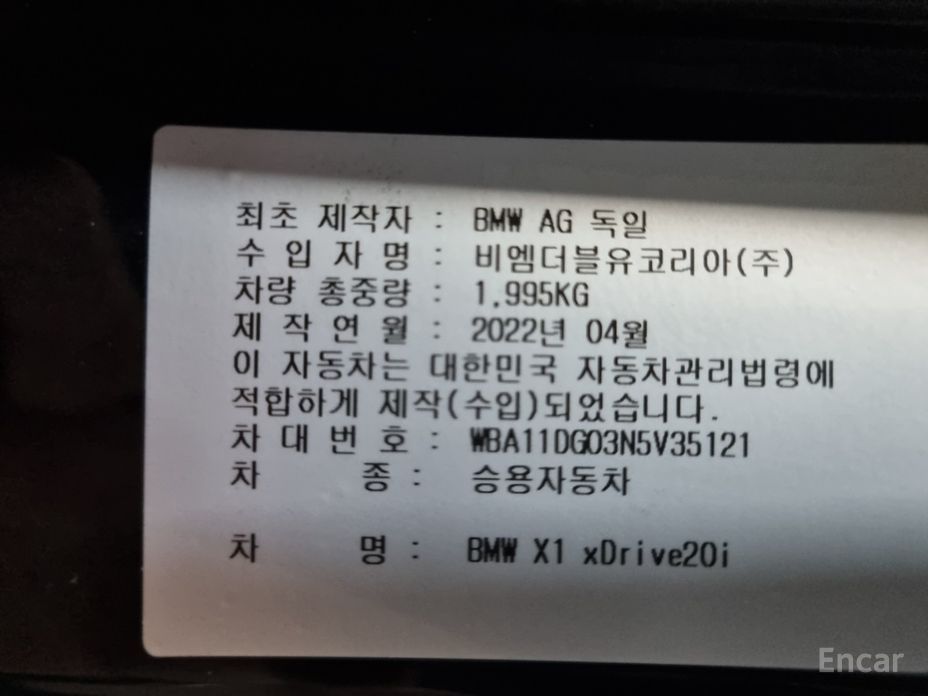 최초 제작자 : BMW AG 독일
수 입 자 명 : 비엠더블유코리아(주)
차량 총중량 : 1,995KG
제 작 연 월 : 2022년 04월
이 자동차는 대한민국 자동차관리법령에
적합하게 제작(수입)되었습니다.
차 대 번 호 : WBA11DG03N5V35121
차 종 : 승용자동차
차 명 : BMW X1 xDrive20i
Encar